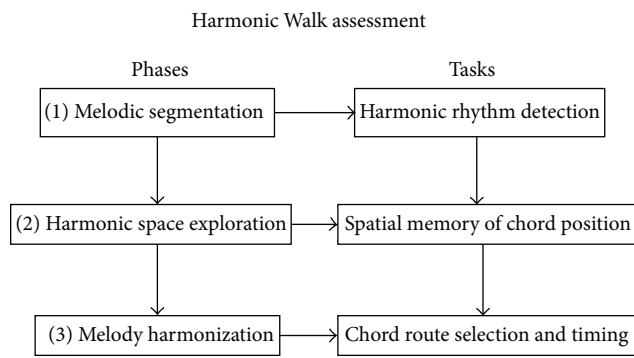 Harmonic Walk assessment
Phases
Tasks
(1) Melodic segmentation
Harmonic rhythm detection
(2) Harmonic space exploration
Spatial memory of chord position
(3) Melody harmonization
Chord route selection and timing